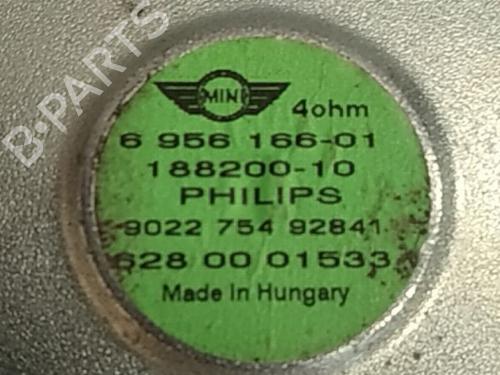 B-PARTS
MINI
4ohm
6 956 166-01
188200-10
PHILIPS
9022 754 92841
628 00 01533
Made In Hungary